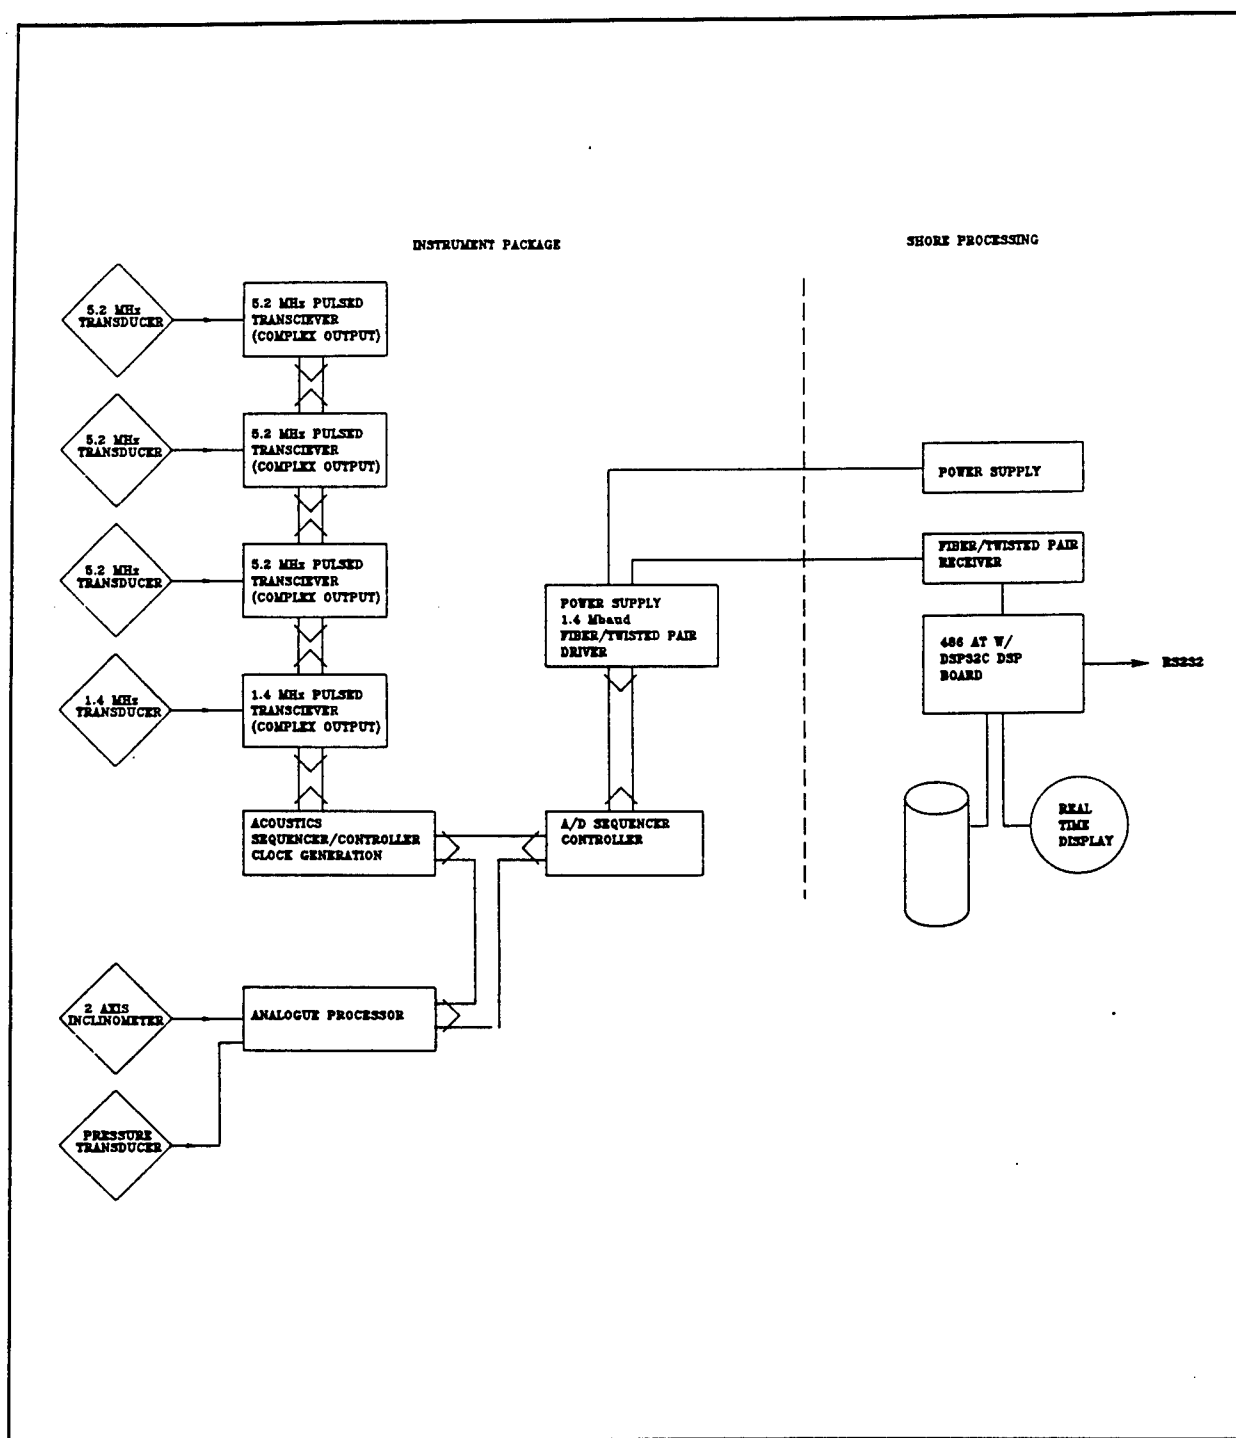 INSTRUMENT PACKAGE
SHORE PROCESSING
5.2 MHz
TRANSDUCER
5.2 MHz PULSED
TRANSCIEVER
(COMPLEX OUTPUT)
5.2 MHz
TRANSDUCER
5.2 MHz PULSED
TRANSCIEVER
(COMPLEX OUTPUT)
POWER SUPPLY
5.2 MHz
TRANSDUCER
5.2 MHz PULSED
TRANSCIEVER
(COMPLEX OUTPUT)
FIBER/TWISTED PAIR
RECEIVER
POWER SUPPLY
1.4 Mbaud
FIBER/TWISTED PAIR
DRIVER
486 AT W/
DSP32C DSP
BOARD
RS232
1.4 MHz
TRANSDUCER
1.4 MHz PULSED
TRANSCIEVER
(COMPLEX OUTPUT)
ACOUSTICS
SEQUENCER/CONTROLLER
CLOCK GENERATION
A/D SEQUENCER
CONTROLLER
REAL
TIME
DISPLAY
2 AXIS
INCLINOMETER
ANALOGUE PROCESSOR
PRESSURE
TRANSDUCER